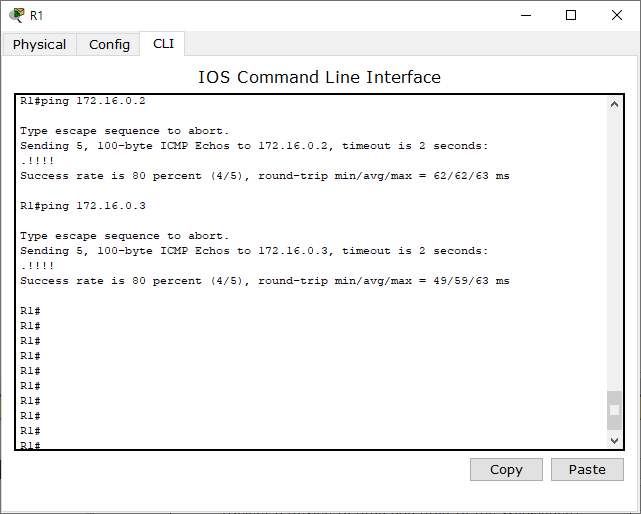 R1
Physical Config CLI
IOS Command Line Interface
R1#ping 172.16.0.2
Type escape sequence to abort.
Sending 5, 100-byte ICMP Echos to 172.16.0.2, timeout is 2 seconds:
.!!!!
Success rate is 80 percent (4/5), round-trip min/avg/max = 62/62/63 ms
R1#ping 172.16.0.3
Type escape sequence to abort.
Sending 5, 100-byte ICMP Echos to 172.16.0.3, timeout is 2 seconds:
.!!!!
Success rate is 80 percent (4/5), round-trip min/avg/max = 49/59/63 ms
R1#
R1#
R1#
R1#
R1#
R1#
R1#
R1#
R1#
R1#
Copy Paste